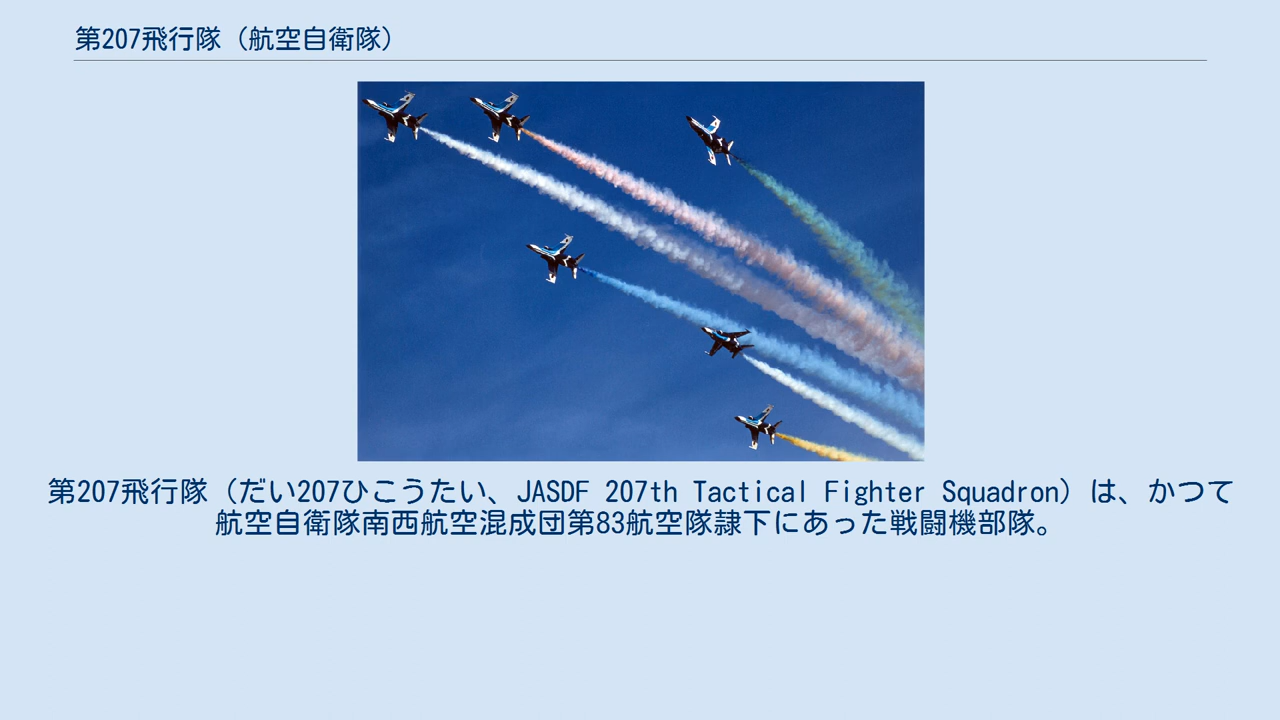 第207飛行隊（航空自衛隊）
第207飛行隊（だい207ひこうたい、JASDF 207th Tactical Fighter Squadron）は、かつて
航空自衛隊南西航空混成団第83航空隊隷下にあった戦闘機部隊。